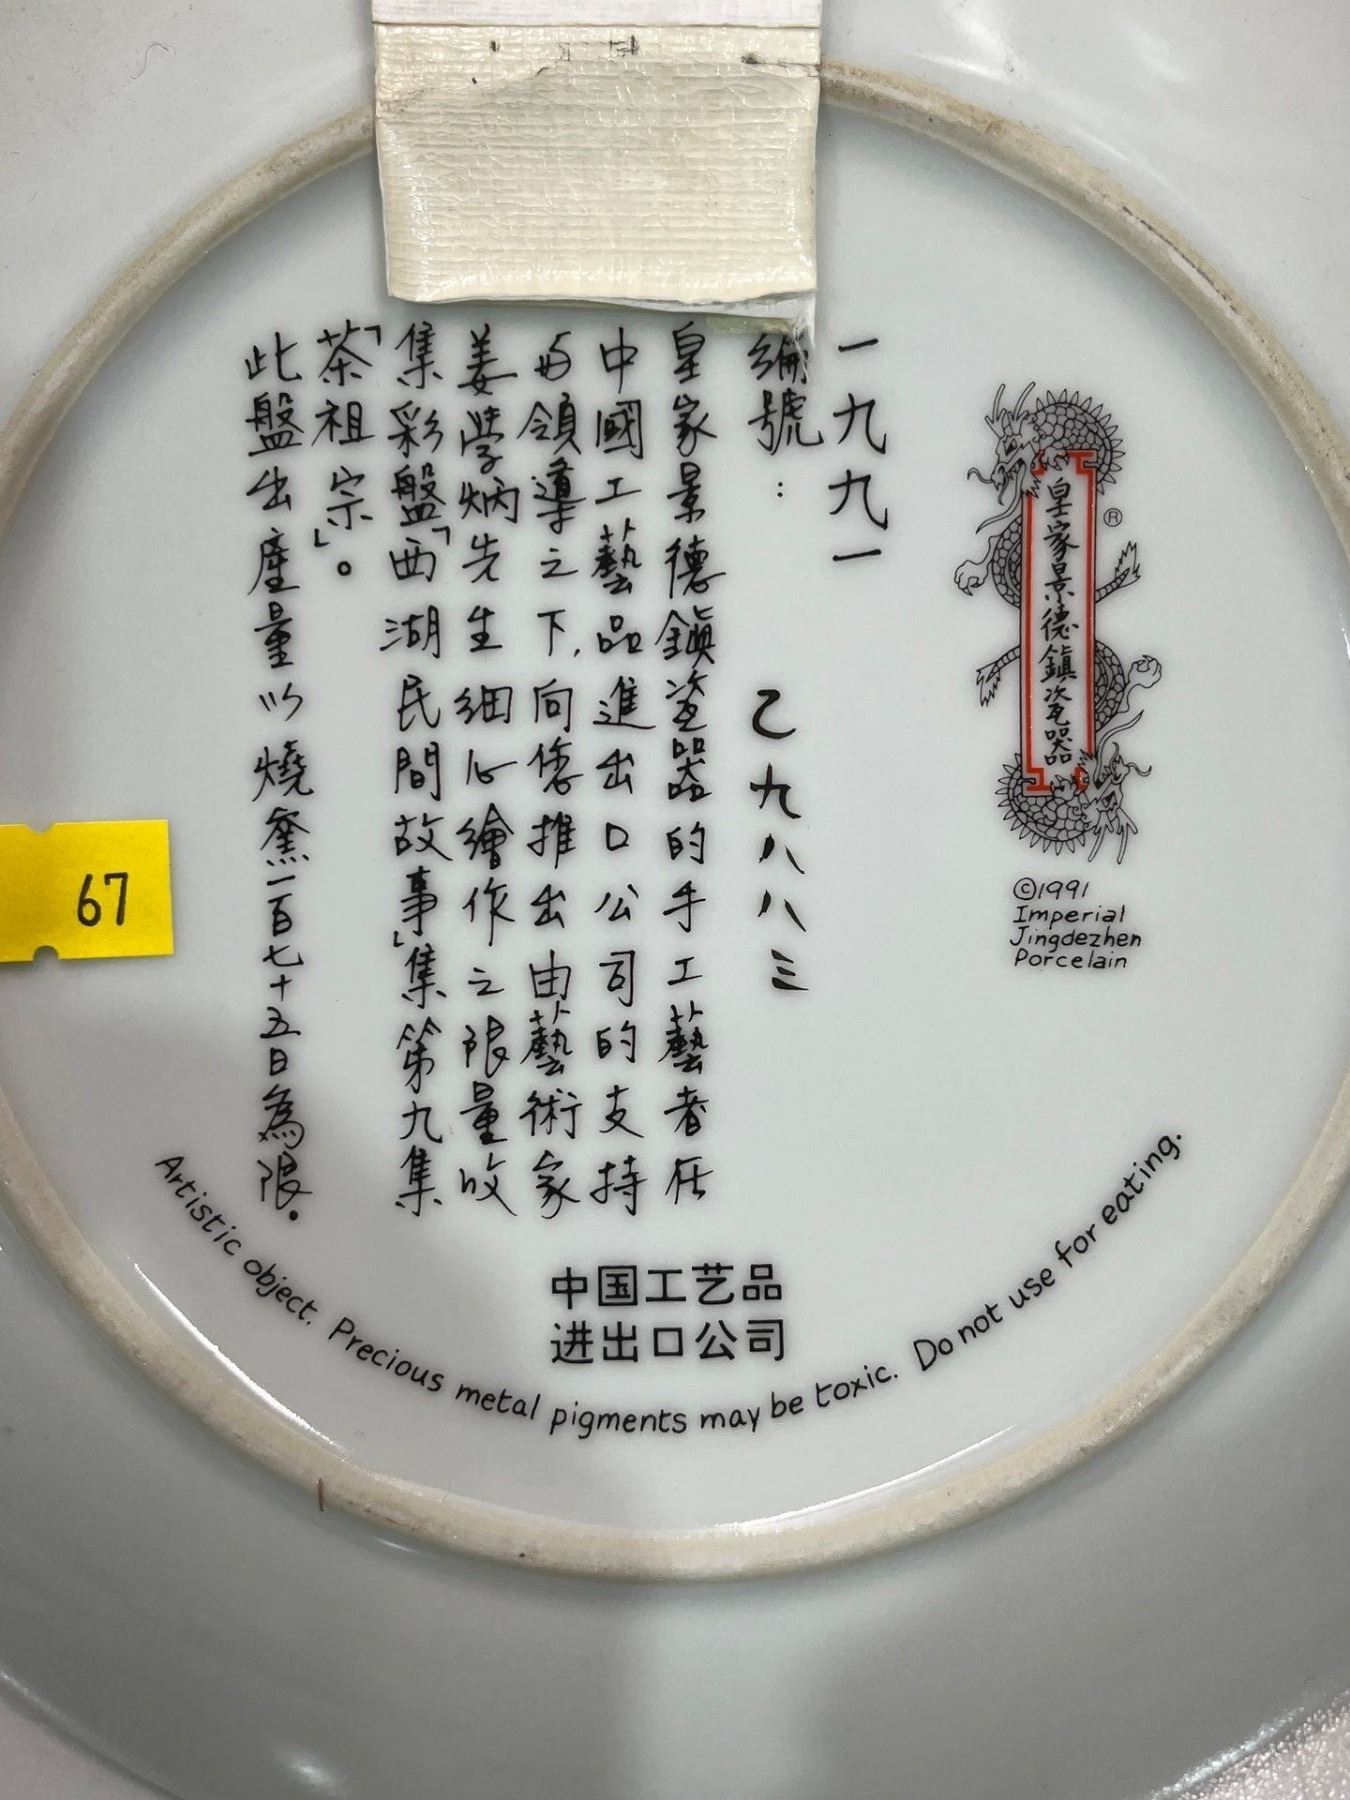 皇家景德鎮瓷器
®
©1991
Imperial
Jingdezhen
Porcelain
一九九一
編號： 乙九八八三
皇家景德鎮瓷器的手工藝者在
中國工藝品進出口公司的支持
与領導之下，向您推出由藝術家
姜學炳先生細心繪作之限量收
集彩盤「西湖民間故事」集第九集
「茶祖宗」。
此盤出產量以燒窯一百七十五日為限。
中国工艺品
进出口公司
Artistic object. Precious metal pigments may be toxic. Do not use for eating.
67